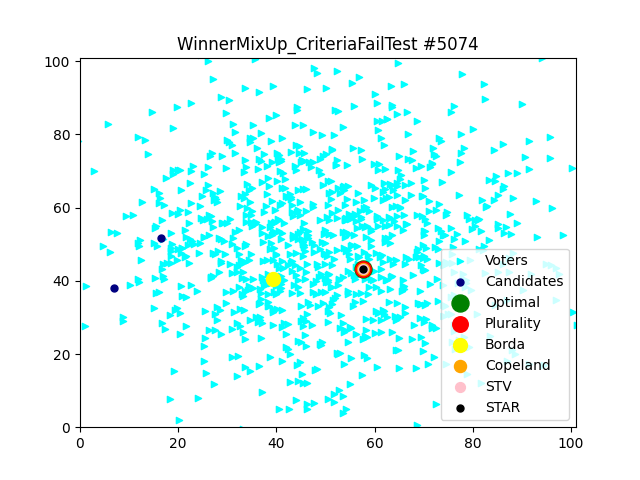 WinnerMixUp_CriteriaFailTest #5074
100
80
60
40
20
0
0 20 40 60 80 100
Voters
Candidates
Optimal
Plurality
Borda
Copeland
STV
STAR